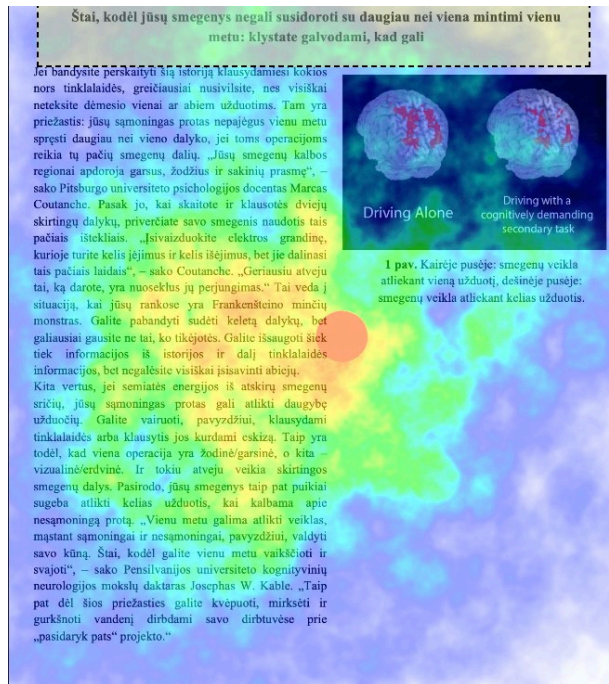 Štai, kodėl jūsų smegenys negali susidoroti su daugiau nei viena mintimi vienu
metu: klystate galvodami, kad gali
Jei bandysite perskaityti šią istoriją klausydamiesi kokios
nors tinklalaidės, greičiausiai nusivilsite, nes visiškai
neteksite dėmesio vienai ar abiem užduotims. Tam yra
priežastis: jūsų sąmoningas protas nepajėgus vienu metu
spręsti daugiau nei vieno dalyko, jei toms operacijoms
reikia tų pačių smegenų dalių. „Jūsų smegenų kalbos
regionai apdoroja garsus, žodžius ir sakinių prasmę“, –
sako Pitsburgo universiteto psichologijos docentas Marcas
Coutanche. Pasak jo, kai skaitote ir klausotės dviejų
skirtingų dalykų, priverčiate savo smegenis naudotis tais
pačiais ištekliais. „Įsivaizduokite elektros grandinę,
kurioje turite kelis įėjimus ir kelis išėjimus, bet jie dalinasi
tais pačiais laidais“, – sako Coutanche. „Geriausiu atveju
tai, ką darote, yra nuoseklus jų perjungimas.“ Tai veda į
situaciją, kai jūsų rankose yra Frankenšteino minčių
monstras. Galite pabandyti sudėti keletą dalykų, bet
galiausiai gausite ne tai, ko tikėjotės. Galite išsaugoti šiek
tiek informacijos iš istorijos ir dalį tinklalaidės
informacijos, bet negalėsite visiškai įsisavinti abiejų.
Kita vertus, jei semiatės energijos iš atskirų smegenų
sričių, jūsų sąmoningas protas gali atlikti daugybę
užduočių. Galite vairuoti, pavyzdžiui, klausydami
tinklalaidės arba klausytis jos kurdami eskizą. Taip yra
todėl, kad viena operacija yra žodinė/garsinė, o kita –
vizualinė/erdvinė. Ir tokiu atveju veikia skirtingos
smegenų dalys. Pasirodo, jūsų smegenys taip pat puikiai
sugeba atlikti kelias užduotis, kai kalbama apie
nesąmoningą protą. „Vienu metu galima atlikti veiklas,
mąstant sąmoningai ir nesąmoningai, pavyzdžiui, valdyti
savo kūną. Štai, kodėl galite vienu metu vaikščioti ir
svajoti“, – sako Pensilvanijos universiteto kognityvinių
neurologijos mokslų daktaras Josephas W. Kable. „Taip
pat dėl šios priežasties galite kvėpuoti, mirksėti ir
gurkšnoti vandenį dirbdami savo dirbtuvėse prie
„pasidaryk pats“ projekto.“
Driving Alone
Driving with a
cognitively demanding
secondary task
1 pav. Kairėje pusėje: smegenų veikla
atliekant vieną užduotį, dešinėje pusėje:
smegenų veikla atliekant kelias užduotis.